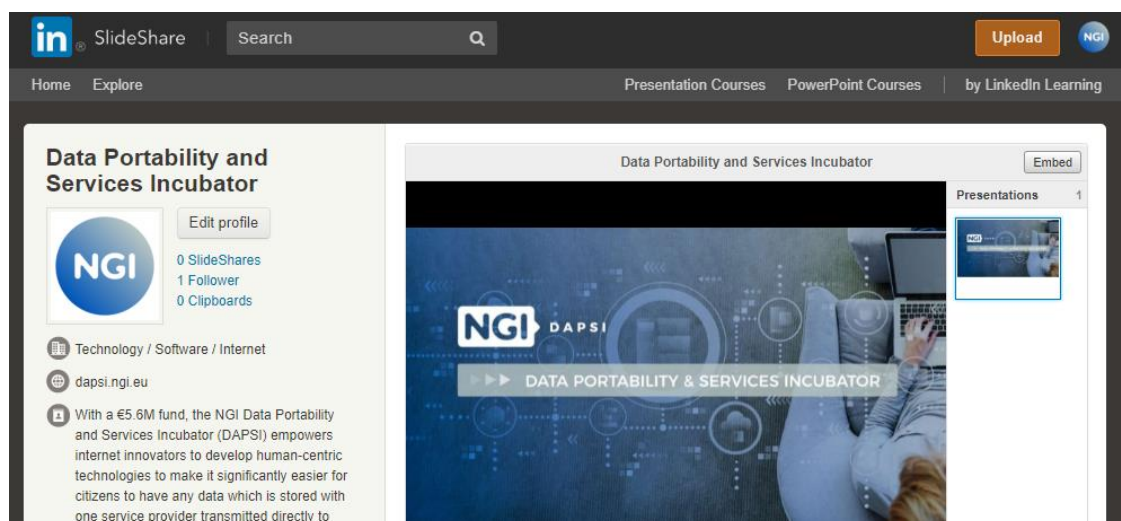 in® SlideShare
Search
Upload
NGI
Home Explore
Presentation Courses PowerPoint Courses by LinkedIn Learning
Data Portability and
Services Incubator
NGI
Edit profile
0 SlideShares
1 Follower
0 Clipboards
Technology / Software / Internet
dapsi.ngi.eu
With a €5.6M fund, the NGI Data Portability
and Services Incubator (DAPSI) empowers
internet innovators to develop human-centric
technologies to make it significantly easier for
citizens to have any data which is stored with
one service provider transmitted directly to
Data Portability and Services Incubator
Embed
NGI DAPSI
DATA PORTABILITY & SERVICES INCUBATOR
Presentations 1
NGI